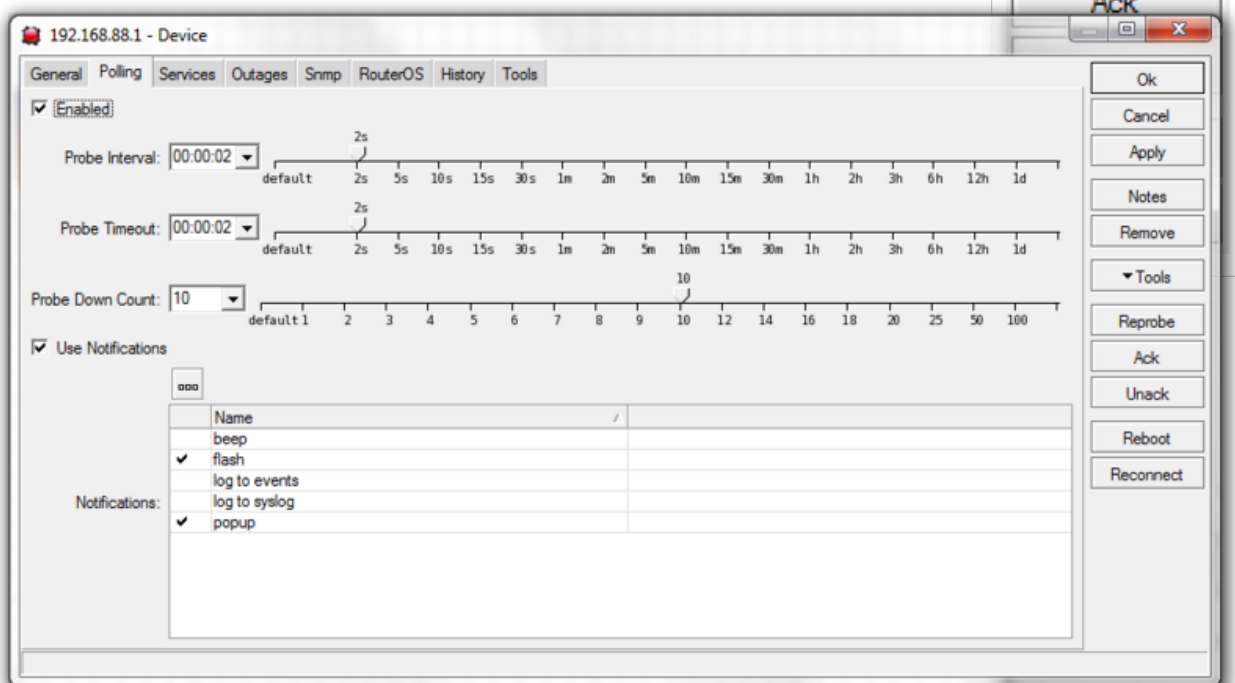 Ack
192.168.88.1 - Device
General Polling Services Outages Snmp RouterOS History Tools
Ok
Enabled
Cancel
2s
Probe Interval: 00:00:02
Apply
default 2s 5s 10s 15s 30s 1m 2m 5m 10m 15m 30m 1h 2h 3h 6h 12h 1d
Notes
2s
Probe Timeout: 00:00:02
Remove
default 2s 5s 10s 15s 30s 1m 2m 5m 10m 15m 30m 1h 2h 3h 6h 12h 1d
Tools
10
Probe Down Count: 10
default 1 2 3 4 5 6 7 8 9 10 12 14 16 18 20 25 50 100
Reprobe
Use Notifications
Ack
Unack
Name
beep
Reboot
flash
log to events
Reconnect
Notifications:
log to syslog
popup